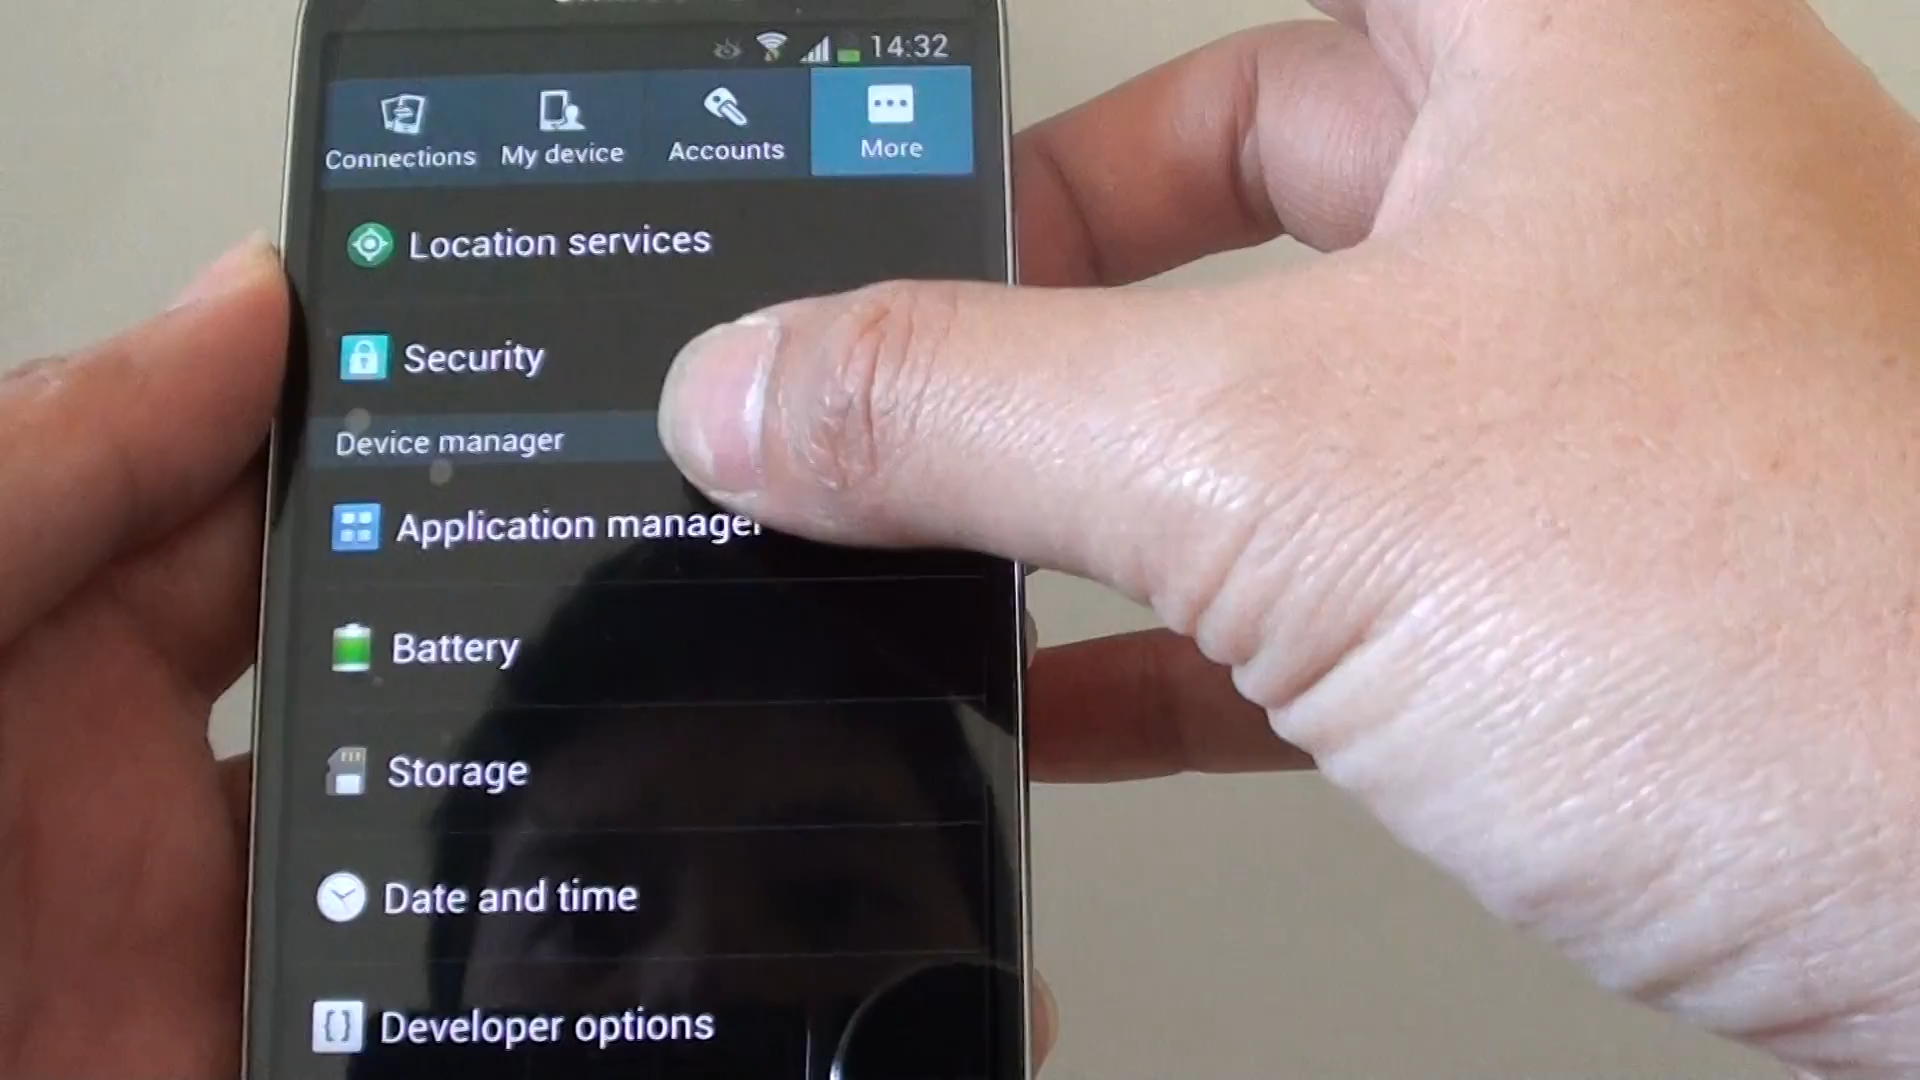 14:32
Connections My device Accounts More
Location services
Security
Device manager
Application manager
Battery
Storage
Date and time
Developer options